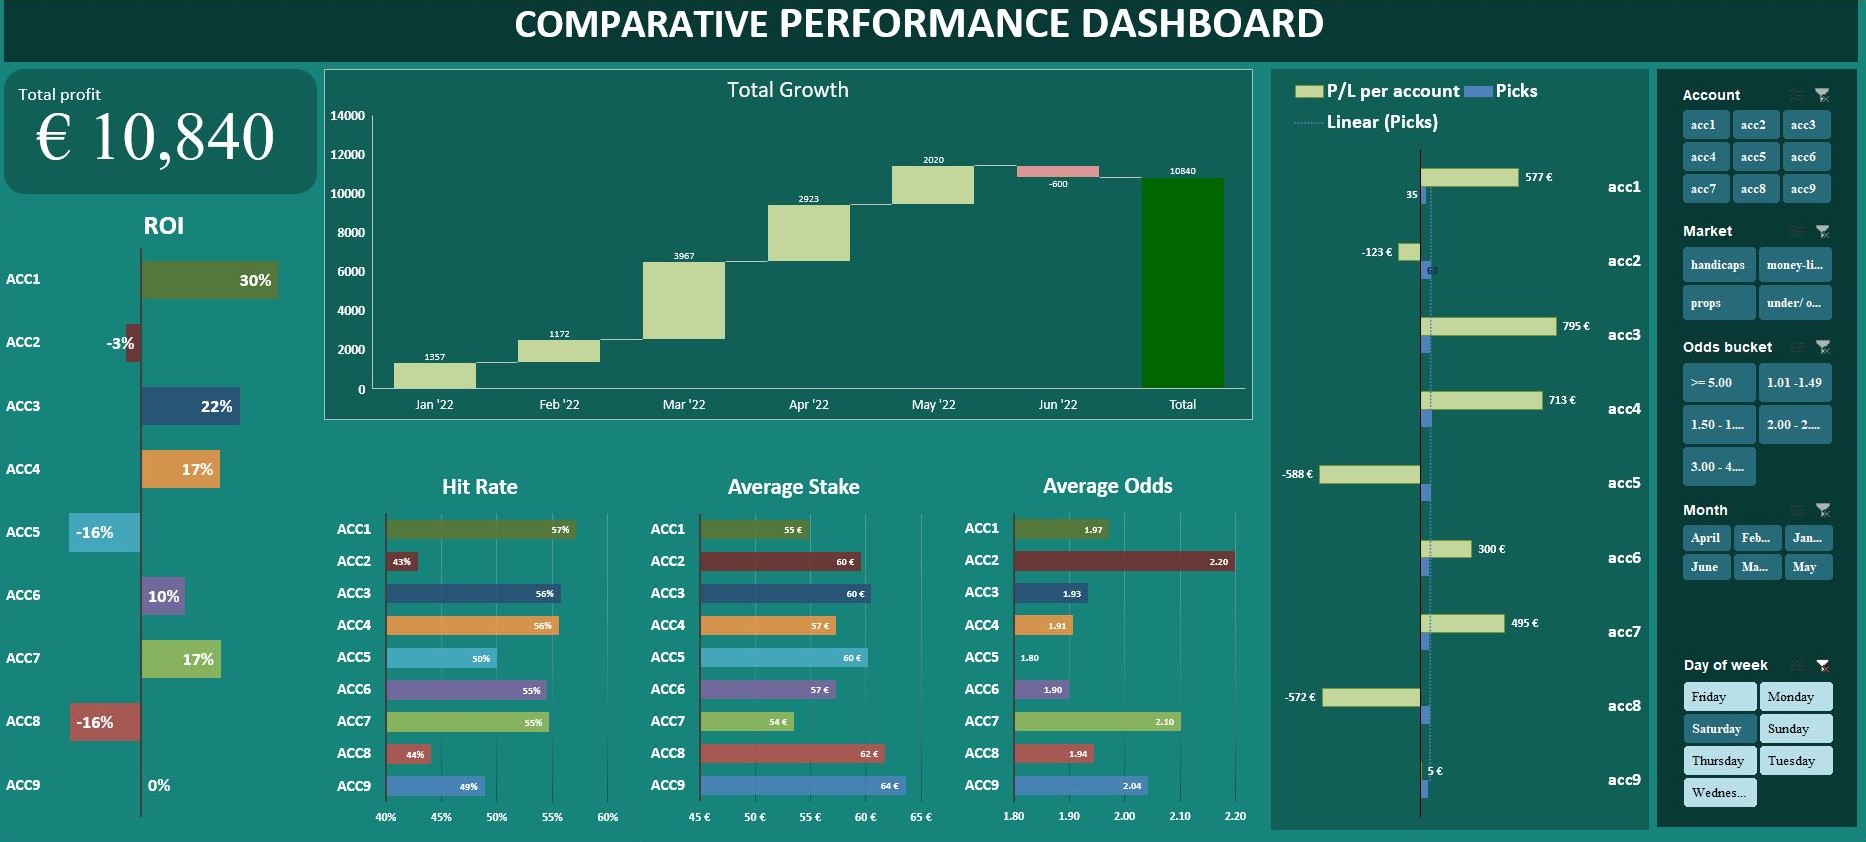 COMPARATIVE PERFORMANCE DASHBOARD
Total profit
€ 10,840
ROI
ACC1 30%
ACC2 -3%
ACC3 22%
ACC4 17%
ACC5 -16%
ACC6 10%
ACC7 17%
ACC8 -16%
ACC9 0%
Total Growth
14000
12000
10000
8000
6000
4000
2000
0
1357
1172
3967
2923
2020
-600
10840
Jan '22 Feb '22 Mar '22 Apr '22 May '22 Jun '22 Total
Hit Rate
ACC1 57%
ACC2 43%
ACC3 56%
ACC4 56%
ACC5 50%
ACC6 55%
ACC7 55%
ACC8 44%
ACC9 49%
40% 45% 50% 55% 60%
Average Stake
ACC1 55 €
ACC2 60 €
ACC3 60 €
ACC4 57 €
ACC5 60 €
ACC6 57 €
ACC7 54 €
ACC8 62 €
ACC9 64 €
45 € 50 € 55 € 60 € 65 €
Average Odds
ACC1 1.97
ACC2 2.20
ACC3 1.93
ACC4 1.91
ACC5 1.80
ACC6 1.90
ACC7 2.10
ACC8 1.94
ACC9 2.04
1.80 1.90 2.00 2.10 2.20
P/L per account Picks
Linear (Picks)
577 €
35 acc1
-123 €
63 acc2
795 € acc3
713 € acc4
-588 € acc5
300 € acc6
495 € acc7
-572 € acc8
5 € acc9
Account
acc1 acc2 acc3
acc4 acc5 acc6
acc7 acc8 acc9
Market
handicaps money-li...
props under/ o...
Odds bucket
>= 5.00 1.01 -1.49
1.50 - 1.... 2.00 - 2....
3.00 - 4....
Month
April Feb... Jan...
June Ma... May
Day of week
Friday Monday
Saturday Sunday
Thursday Tuesday
Wednes...